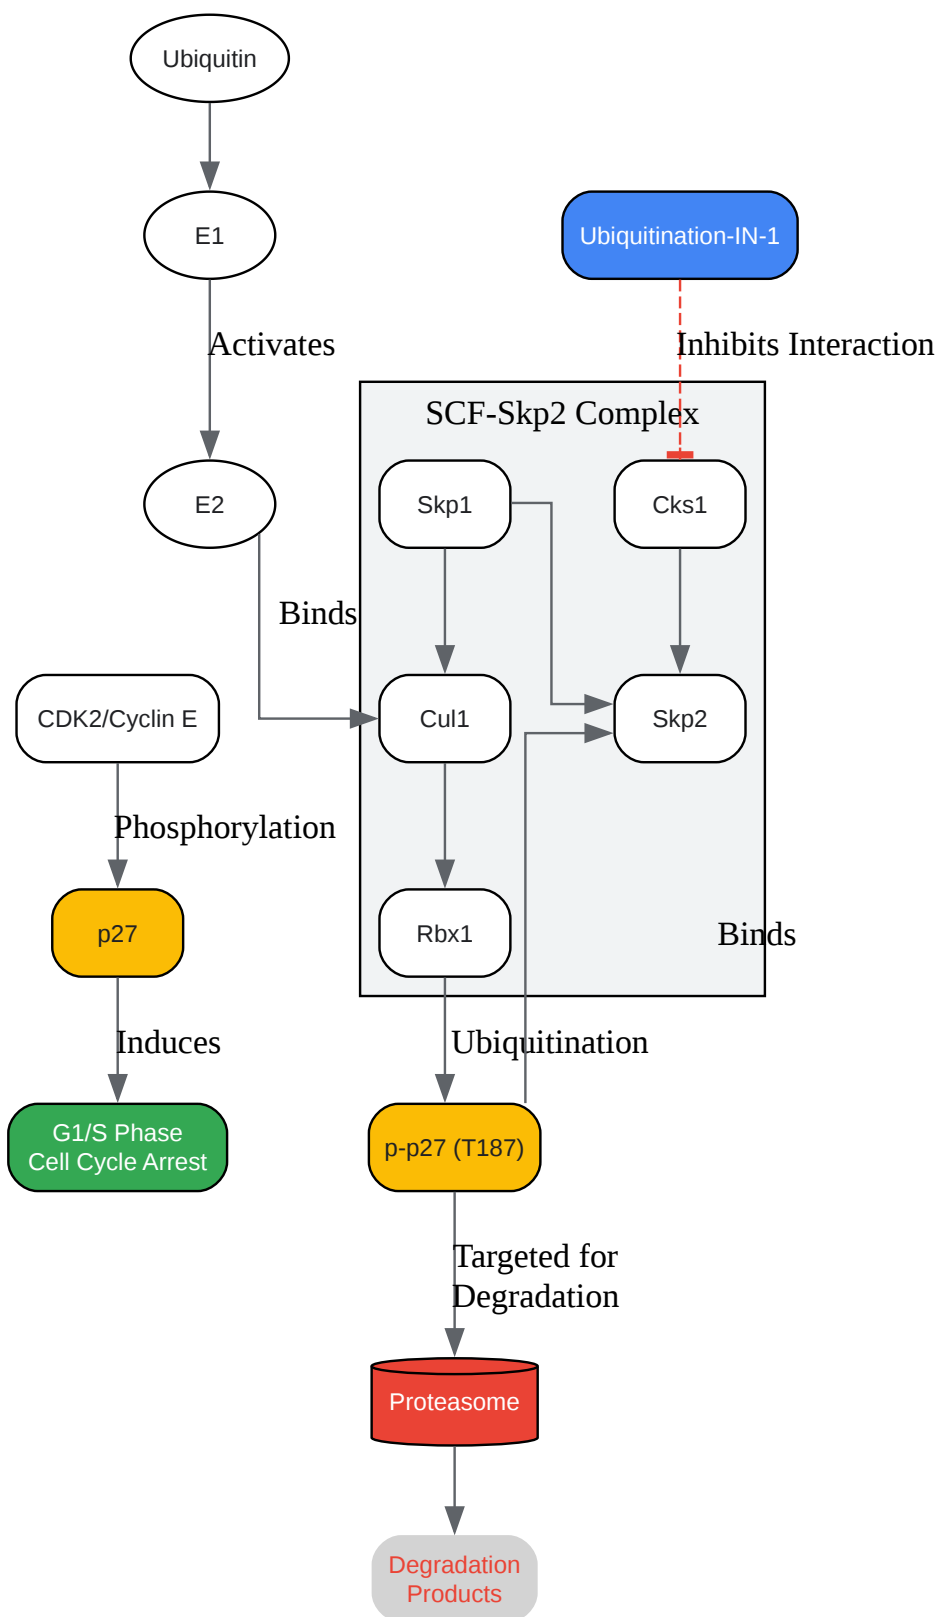 Ubiquitin
E1
Ubiquitination-IN-1
Activates
Inhibits Interaction
SCF-Skp2 Complex
E2
Skp1
Cks1
Binds
CDK2/Cyclin E
Cul1
Skp2
Phosphorylation
p27
Rbx1
Binds
Induces
Ubiquitination
G1/S Phase
Cell Cycle Arrest
p-p27 (T187)
Targeted for
Degradation
Proteasome
Degradation
Products